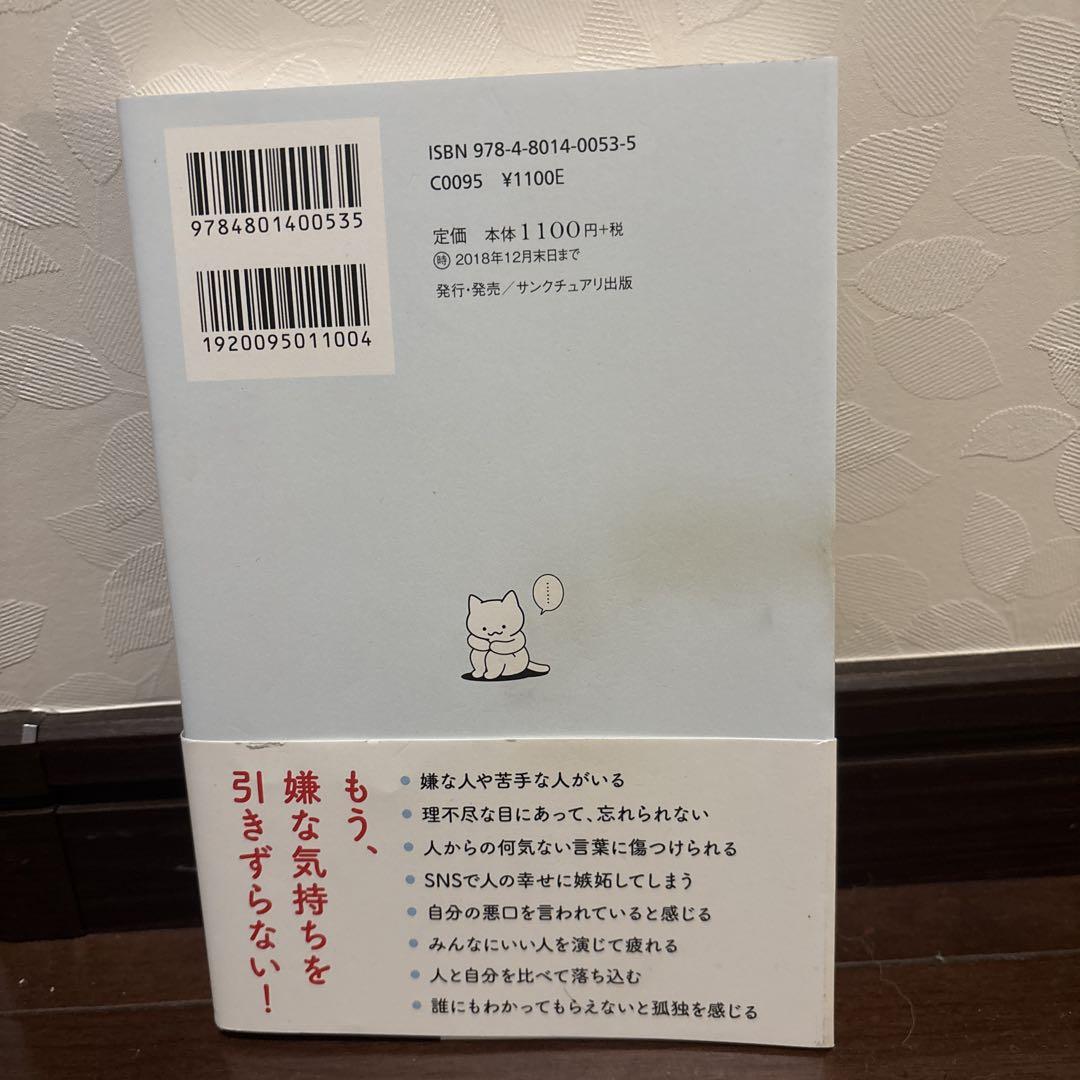 9784801400535
1920095011004
ISBN 978-4-8014-0053-5
C0095 ¥1100E
定価 本体1100円+税
時 2018年12月末日まで
発行・発売/サンクチュアリ出版
……
もう、
嫌な気持ちを
引きずらない!
● 嫌な人や苦手な人がいる
● 理不尽な目にあって、忘れられない
● 人からの何気ない言葉に傷つけられる
● SNSで人の幸せに嫉妬してしまう
● 自分の悪口を言われていると感じる
● みんなにいい人を演じて疲れる
● 人と自分を比べて落ち込む
● 誰にもわかってもらえないと孤独を感じる